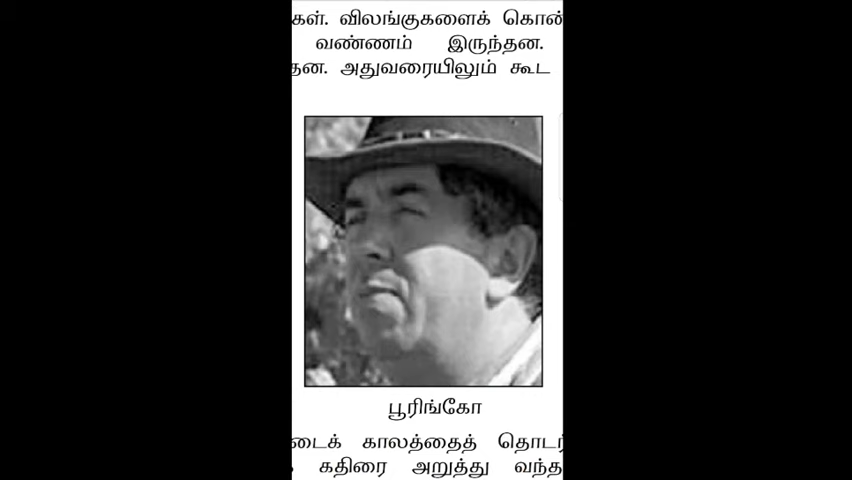 கள். விலங்குகளைக் கொன்
வண்ணம் இருந்தன.
தன. அதுவரையிலும் கூட
பூரிங்கோ
டைக் காலத்தைத் தொடர்
கதிரை அறுத்து வந்த